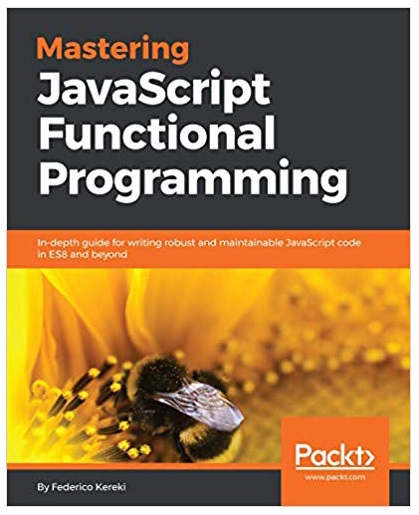 Mastering
JavaScript
Functional
Programming
In-depth guide for writing robust and maintainable JavaScript code
in ES8 and beyond
Packt>
www.packt.com
By Federico Kereki